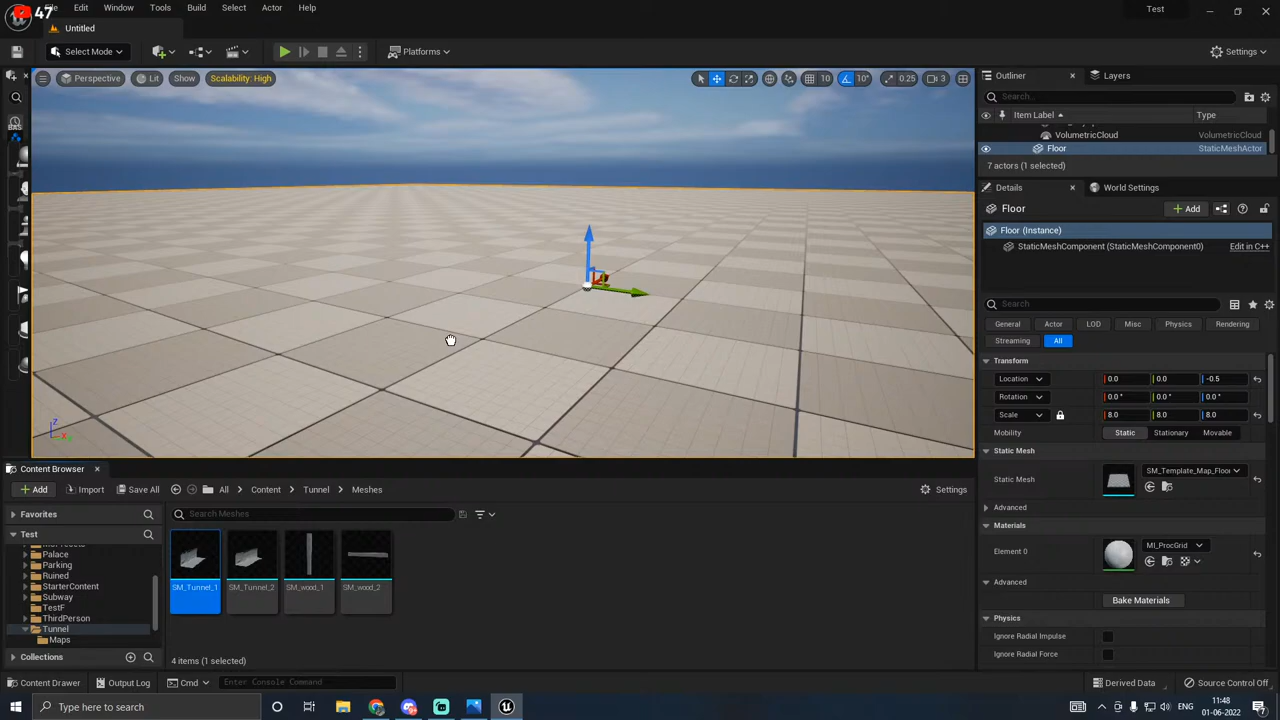 47
Edit Window Tools Build Select Actor Help
Test
Untitled
Select Mode
Platforms
Settings
Perspective
Lit
Show
Scalability: High
10
10°
0.25
3
BAS
Z
X
Outliner
Layers
Search...
Item Label
Type
VolumetricCloud
VolumetricCloud
Floor
StaticMeshActor
7 actors (1 selected)
Details
World Settings
Floor
Add
Floor (Instance)
StaticMeshComponent (StaticMeshComponent0)
Edit in C++
Search
General
Actor
LOD
Misc
Physics
Rendering
Streaming
All
Transform
Location
0.0
0.0
-0.5
Rotation
0.0 °
0.0 °
0.0 °
Scale
8.0
8.0
8.0
Mobility
Static
Stationary
Movable
Static Mesh
Static Mesh
SM_Template_Map_Floo
Advanced
Materials
Element 0
MI_ProcGrid
Advanced
Bake Materials
Physics
Ignore Radial Impulse
Ignore Radial Force
Content Browser
Add
Import
Save All
All
Content
Tunnel
Meshes
Settings
Favorites
Test
Palace
Parking
Ruined
StarterContent
Subway
TestF
ThirdPerson
Tunnel
Maps
Collections
Search Meshes
SM_Tunnel_1
SM_Tunnel_2
SM_wood_1
SM_wood_2
4 items (1 selected)
Content Drawer
Output Log
Cmd
Enter Console Command
Derived Data
Source Control Off
Type here to search
ENG
11:48
01-06-2022